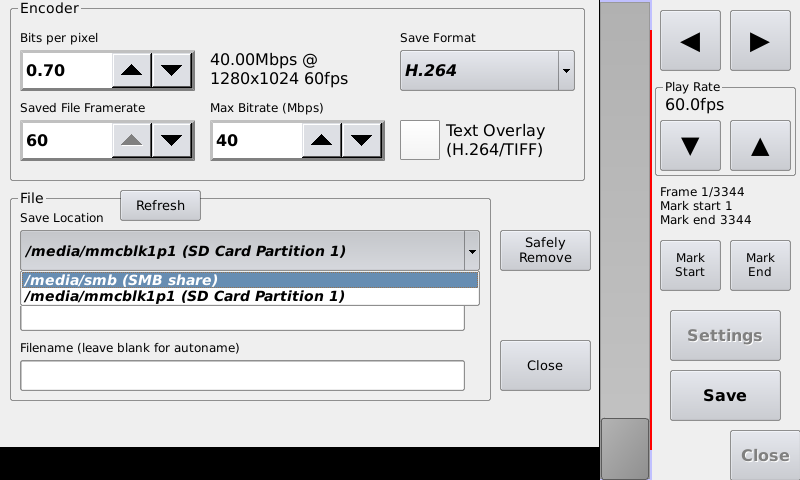 Encoder
Bits per pixel
0.70
40.00Mbps @
1280x1024 60fps
Save Format
H.264
Saved File Framerate
60
Max Bitrate (Mbps)
40
Text Overlay
(H.264/TIFF)
File
Refresh
Save Location
/media/mmcblk1p1 (SD Card Partition 1)
/media/smb (SMB share)
/media/mmcblk1p1 (SD Card Partition 1)
Safely
Remove
Filename (leave blank for autoname)
Close
Play Rate
60.0fps
Frame 1/3344
Mark start 1
Mark end 3344
Mark
Start
Mark
End
Settings
Save
Close